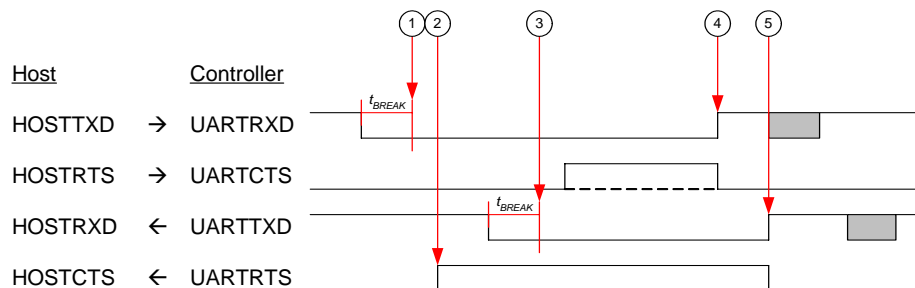 1 2 3 4 5
Host Controller
tBREAK
HOSTTXD → UARTRXD
HOSTRTS → UARTCTS
tBREAK
HOSTRXD ← UARTTXD
HOSTCTS ← UARTRTS